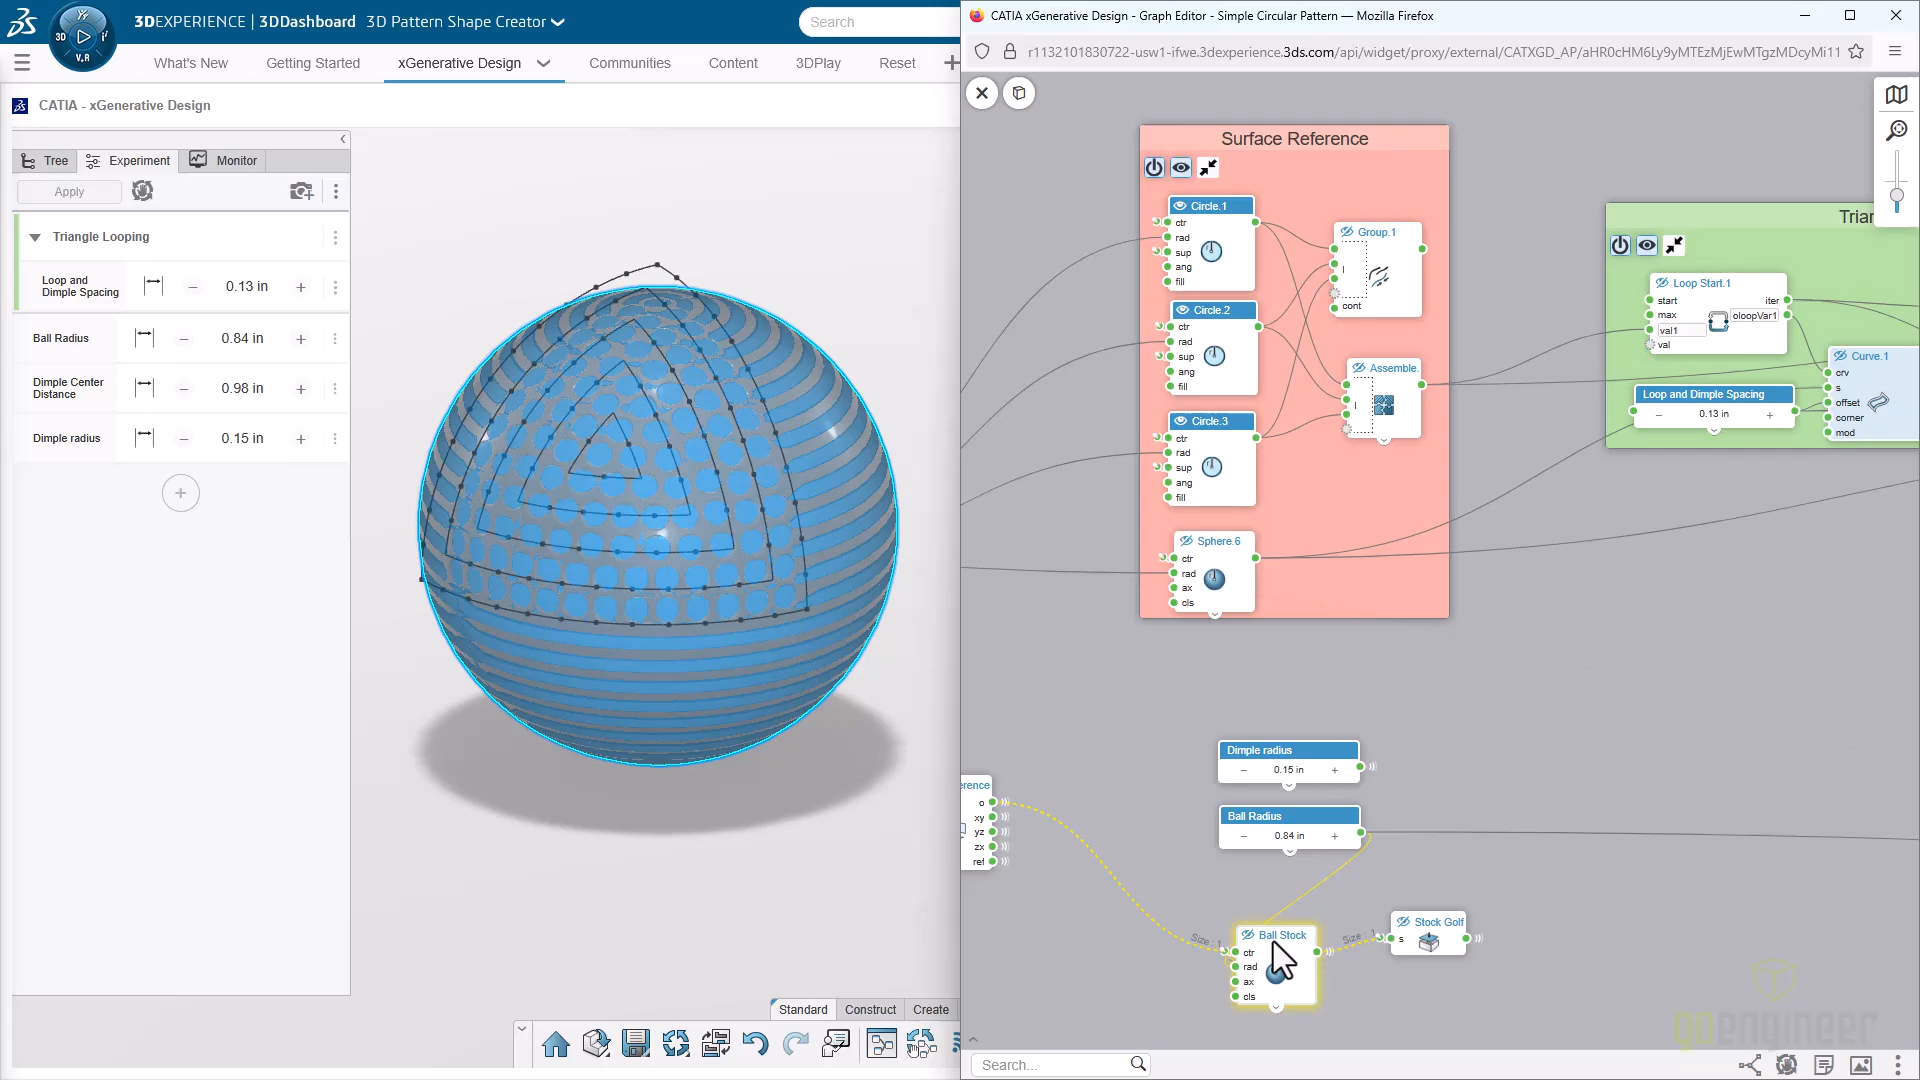 3DEXPERIENCE | 3DDashboard 3D Pattern Shape Creator
Search
3D
V.R
What's New
Getting Started
xGenerative Design
Communities
Content
3DPlay
Reset
CATIA - xGenerative Design
Tree
Experiment
Monitor
Apply
Triangle Looping
Loop and
Dimple Spacing
0.13 in
Ball Radius
0.84 in
Dimple Center
Distance
0.98 in
Dimple radius
0.15 in
Standard
Construct
Create
CATIA xGenerative Design - Graph Editor - Simple Circular Pattern — Mozilla Firefox
r1132101830722-usw1-ifwe.3dexperience.3ds.com/api/widget/proxy/external/CATXGD_AP/aHR0cHM6Ly9yMTEzMjEwMTgzMDcyMi11
Surface Reference
Circle.1
ctr
rad
sup
ang
fill
Circle.2
ctr
rad
sup
ang
fill
Circle.3
ctr
rad
sup
ang
fill
Sphere.6
ctr
rad
ax
cls
Group.1
l
cont
Assemble.
l
Trian
Loop Start.1
start
iter
max
oloopVar1
val1
val
Curve.1
crv
s
offset
corner
mod
Loop and Dimple Spacing
0.13 in
Dimple radius
0.15 in
Ball Radius
0.84 in
erence
o
xy
yz
zx
ref
Size : 1
Ball Stock
ctr
rad
ax
cls
Size : 1
Stock Golf
s
goengineer
Search...